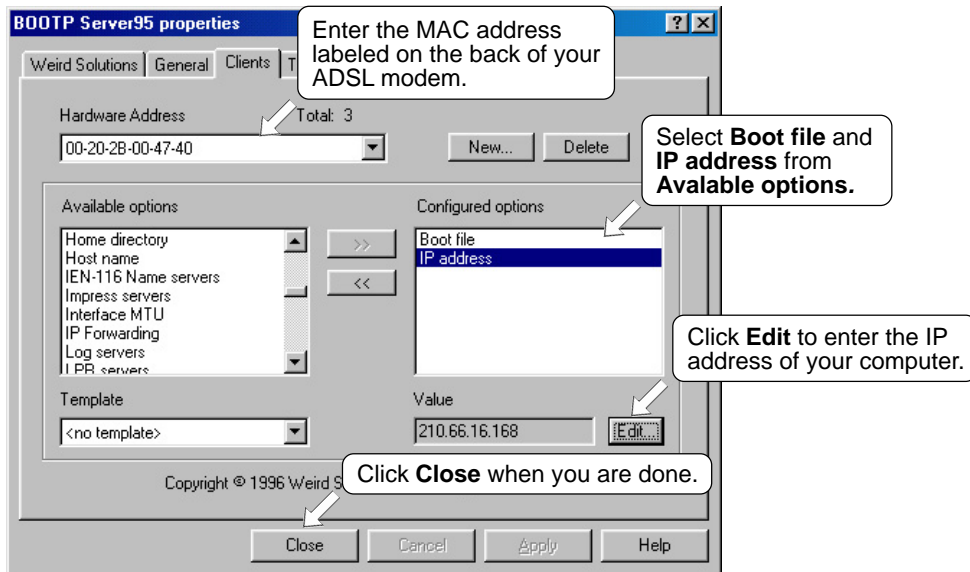 BOOTP Server95 properties
Enter the MAC address
labeled on the back of your
ADSL modem.
Weird Solutions
General
Clients
T
Hardware Address
Total: 3
00-20-2B-00-47-40
New...
Delete
Select Boot file and
IP address from
Avalable options.
Available options
Configured options
Home directory
Host name
IEN-116 Name servers
Impress servers
Interface MTU
IP Forwarding
Log servers
LPR servers
>>
<<
Boot file
IP address
Click Edit to enter the IP
address of your computer.
Template
Value
<no template>
210.66.16.168
Edit...
Copyright © 1996 Weird S
Click Close when you are done.
Close
Cancel
Apply
Help